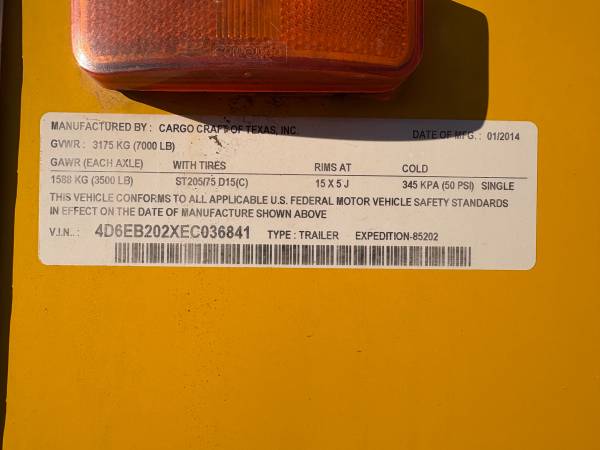 MANUFACTURED BY : CARGO CRAFT OF TEXAS, INC. DATE OF MFG. : 01/2014
GVWR : 3175 KG (7000 LB)
GAWR (EACH AXLE) WITH TIRES RIMS AT COLD
1588 KG (3500 LB) ST205/75 D15(C) 15 X 5 J 345 KPA (50 PSI) SINGLE
THIS VEHICLE CONFORMS TO ALL APPLICABLE U.S. FEDERAL MOTOR VEHICLE SAFETY STANDARDS
IN EFFECT ON THE DATE OF MANUFACTURE SHOWN ABOVE
V.I.N.. : 4D6EB202XEC036841 TYPE : TRAILER EXPEDITION-85202